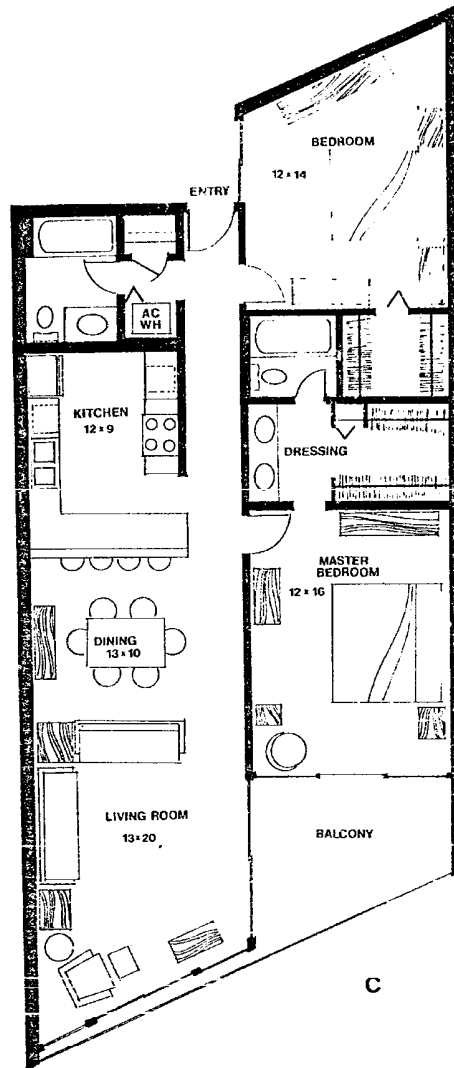 BEDROOM
12 x 14
ENTRY
AC
WH
KITCHEN
12 x 9
DRESSING
MASTER
BEDROOM
12 x 16
DINING
13 x 10
LIVING ROOM
13 x 20
BALCONY
C